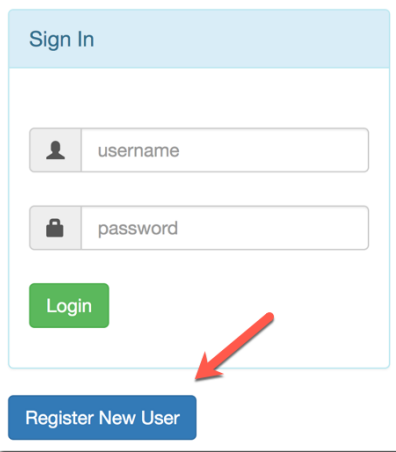 Sign In
username
password
Login
Register New User